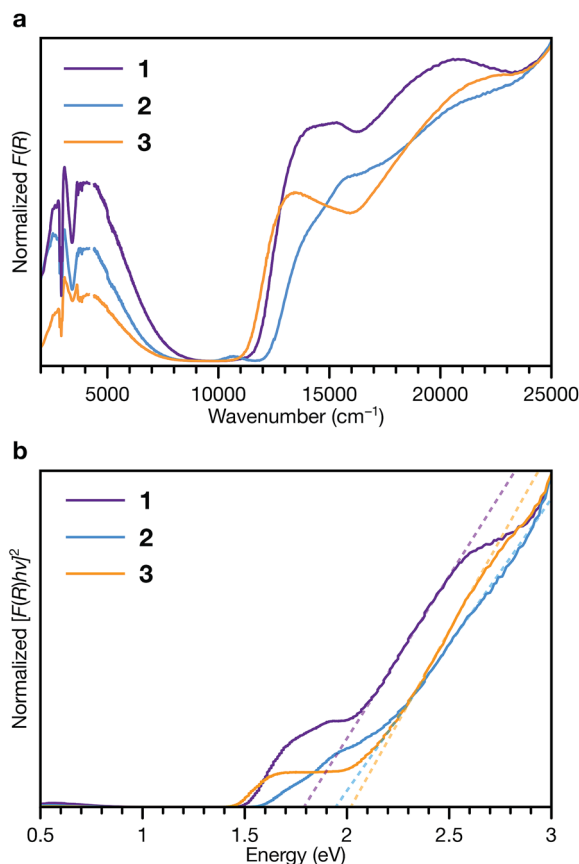 a
Normalized F(R)
1
2
3
5000 10000 15000 20000 25000
Wavenumber (cm⁻¹)
b
Normalized [F(R)hν]²
1
2
3
0.5 1 1.5 2 2.5 3
Energy (eV)